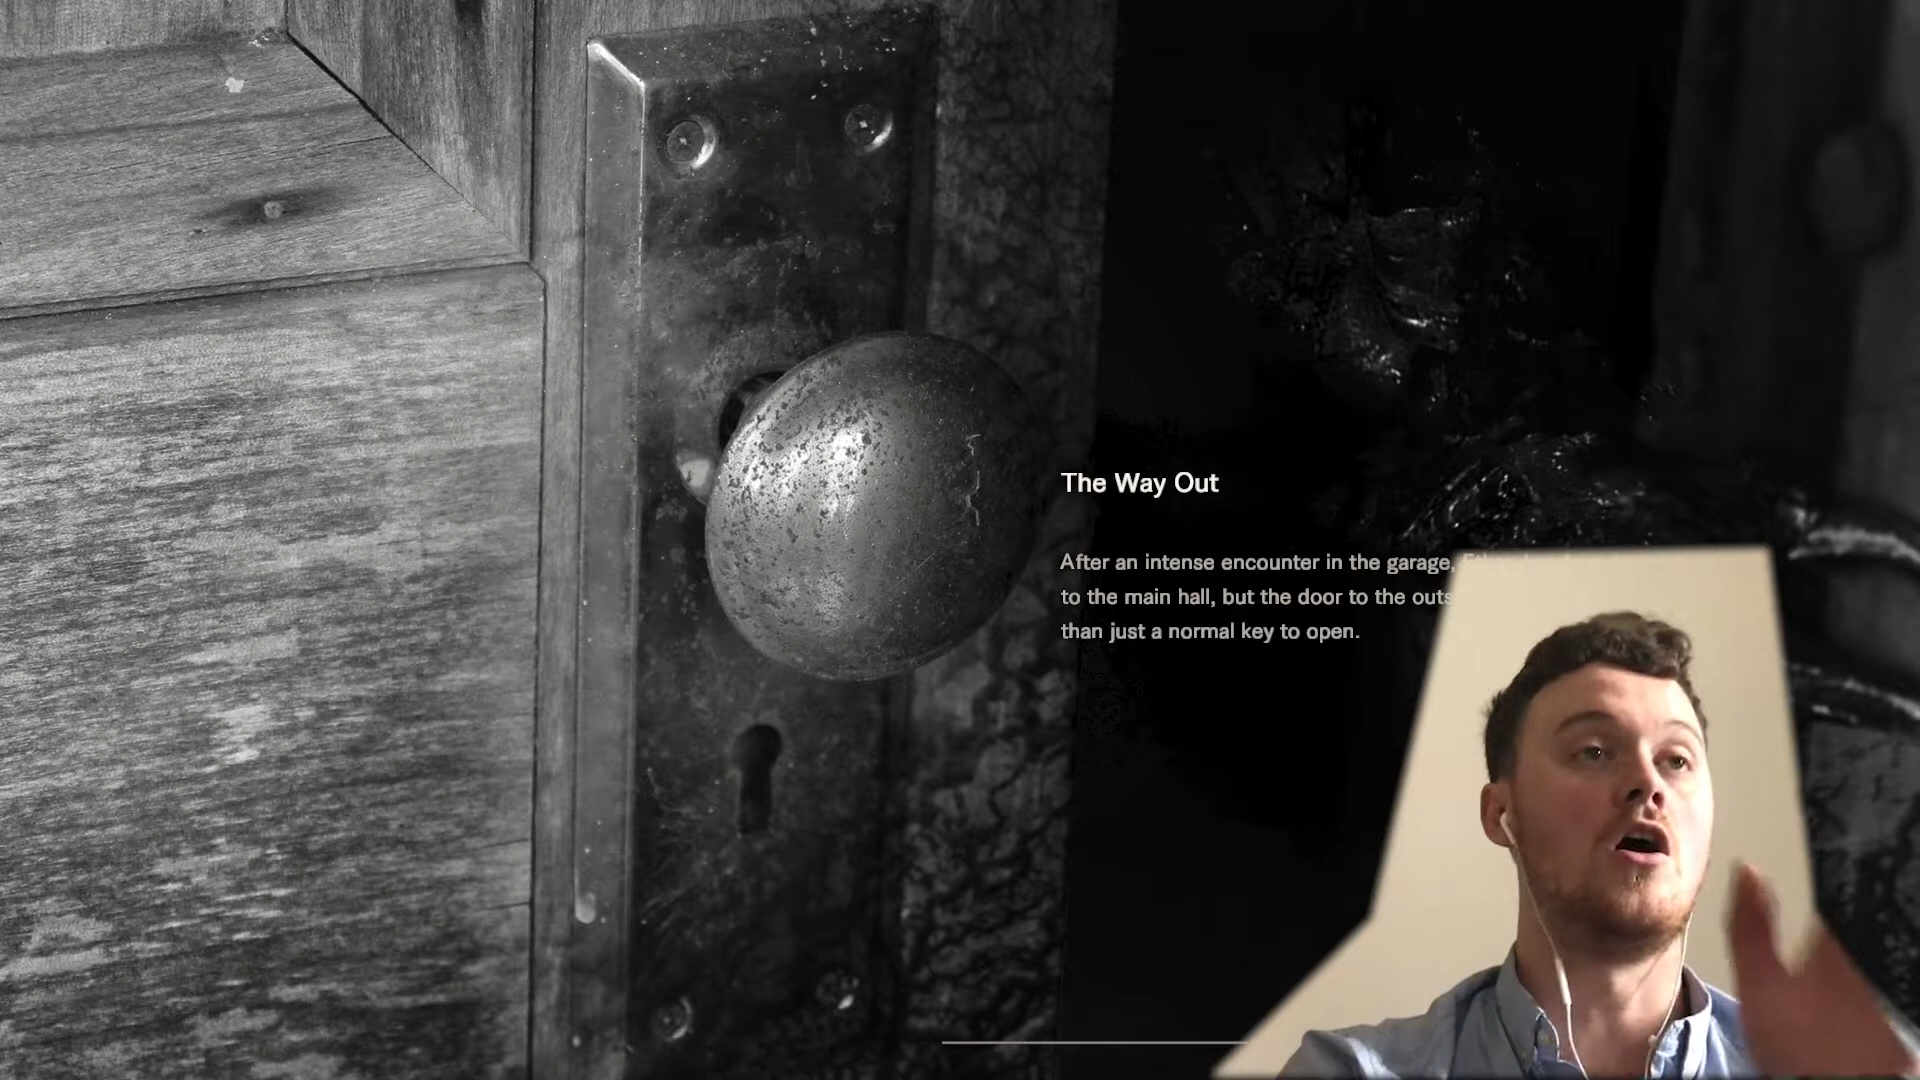 The Way Out
After an intense encounter in the garage,
to the main hall, but the door to the
than just a normal key to open.